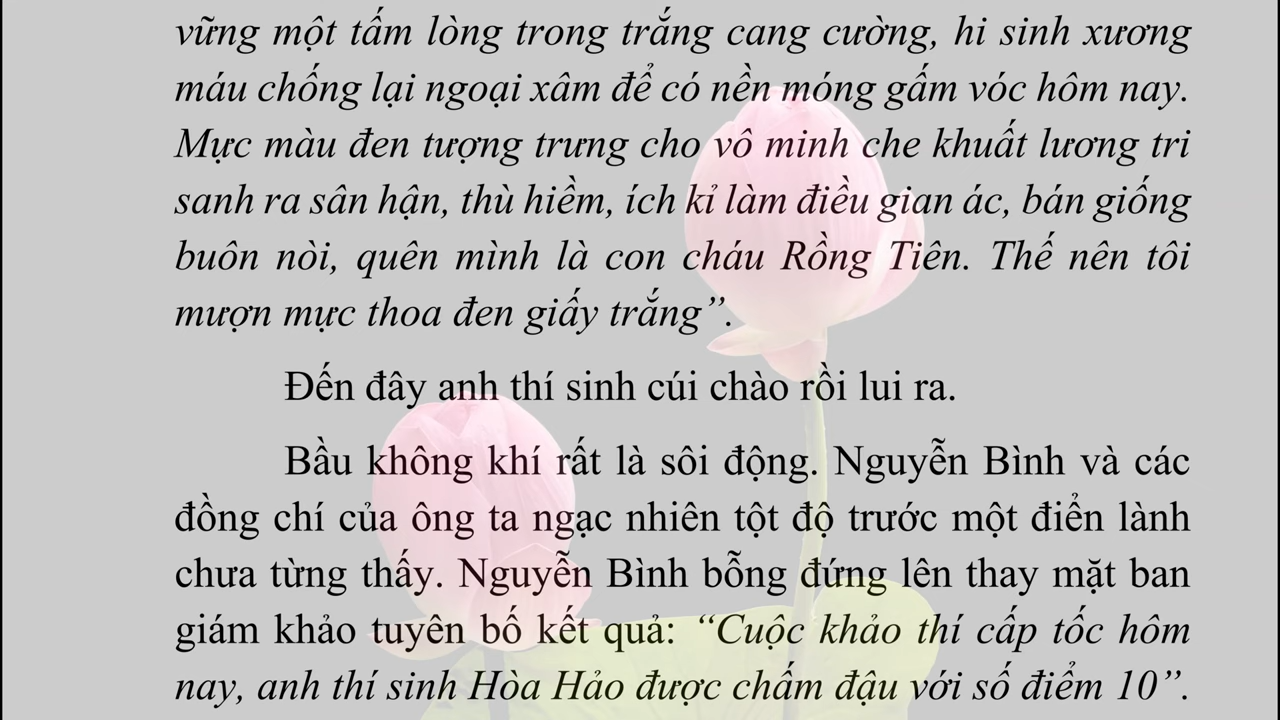 vững một tấm lòng trong trắng cang cường, hi sinh xương
máu chống lại ngoại xâm để có nền móng gấm vóc hôm nay.
Mực màu đen tượng trưng cho vô minh che khuất lương tri
sanh ra sân hận, thù hiềm, ích kỉ làm điều gian ác, bán giống
buôn nòi, quên mình là con cháu Rồng Tiên. Thế nên tôi
mượn mực thoa đen giấy trắng”.
Đến đây anh thí sinh cúi chào rồi lui ra.
Bầu không khí rất là sôi động. Nguyễn Bình và các
đồng chí của ông ta ngạc nhiên tột độ trước một điển lành
chưa từng thấy. Nguyễn Bình bỗng đứng lên thay mặt ban
giám khảo tuyên bố kết quả: “Cuộc khảo thí cấp tốc hôm
nay, anh thí sinh Hòa Hảo được chấm đậu với số điểm 10”.